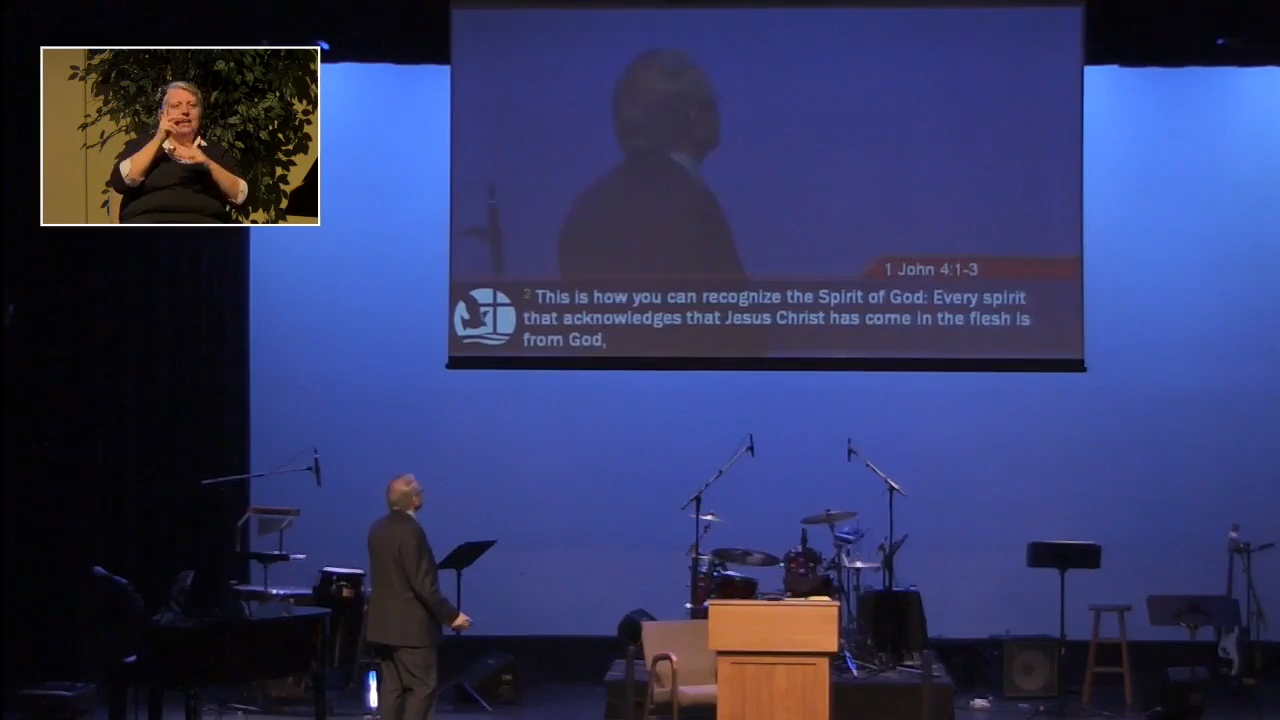 1 John 4:1-3
2 This is how you can recognize the Spirit of God: Every spirit
that acknowledges that Jesus Christ has come in the flesh is
from God,